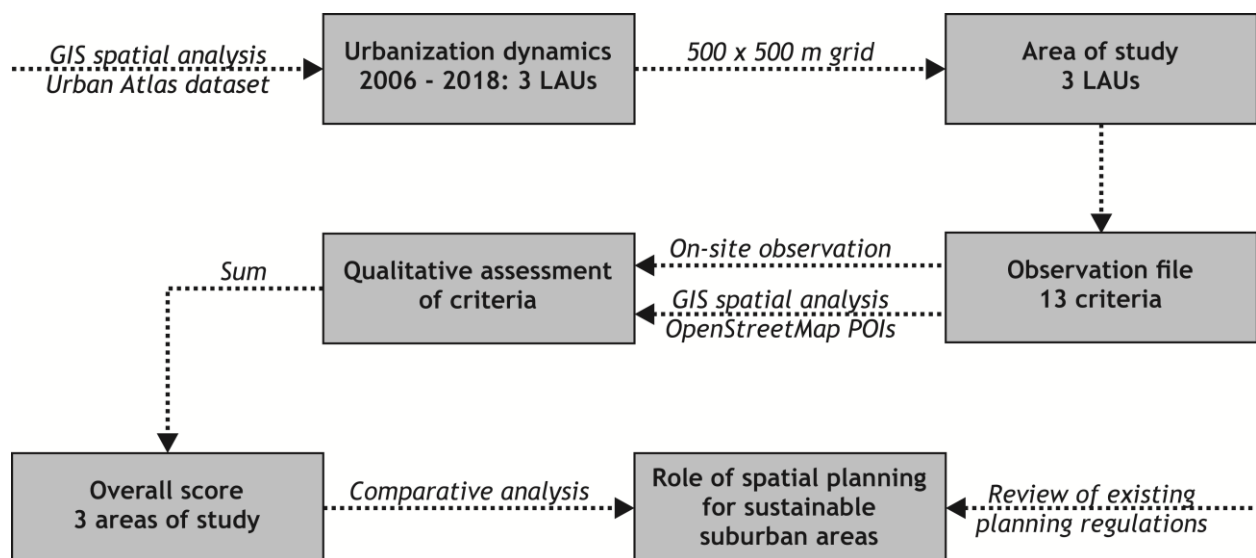 GIS spatial analysis
Urban Atlas dataset
Urbanization dynamics
2006 - 2018: 3 LAUs
500 x 500 m grid
Area of study
3 LAUs
Sum
Qualitative assessment
of criteria
On-site observation
GIS spatial analysis
OpenStreetMap POIs
Observation file
13 criteria
Overall score
3 areas of study
Comparative analysis
Role of spatial planning
for sustainable
suburban areas
Review of existing
planning regulations